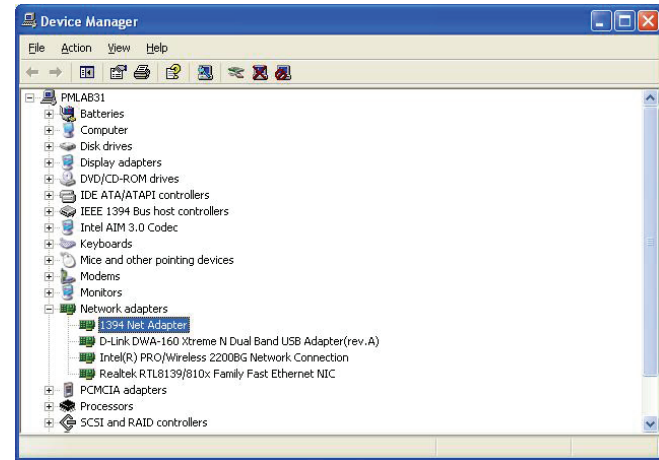 Device Manager
File Action View Help
PMLAB31
Batteries
Computer
Disk drives
Display adapters
DVD/CD-ROM drives
IDE ATA/ATAPI controllers
IEEE 1394 Bus host controllers
Intel AIM 3.0 Codec
Keyboards
Mice and other pointing devices
Modems
Monitors
Network adapters
1394 Net Adapter
D-Link DWA-160 Xtreme N Dual Band USB Adapter(rev.A)
Intel(R) PRO/Wireless 2200BG Network Connection
Realtek RTL8139/810x Family Fast Ethernet NIC
PCMCIA adapters
Processors
SCSI and RAID controllers